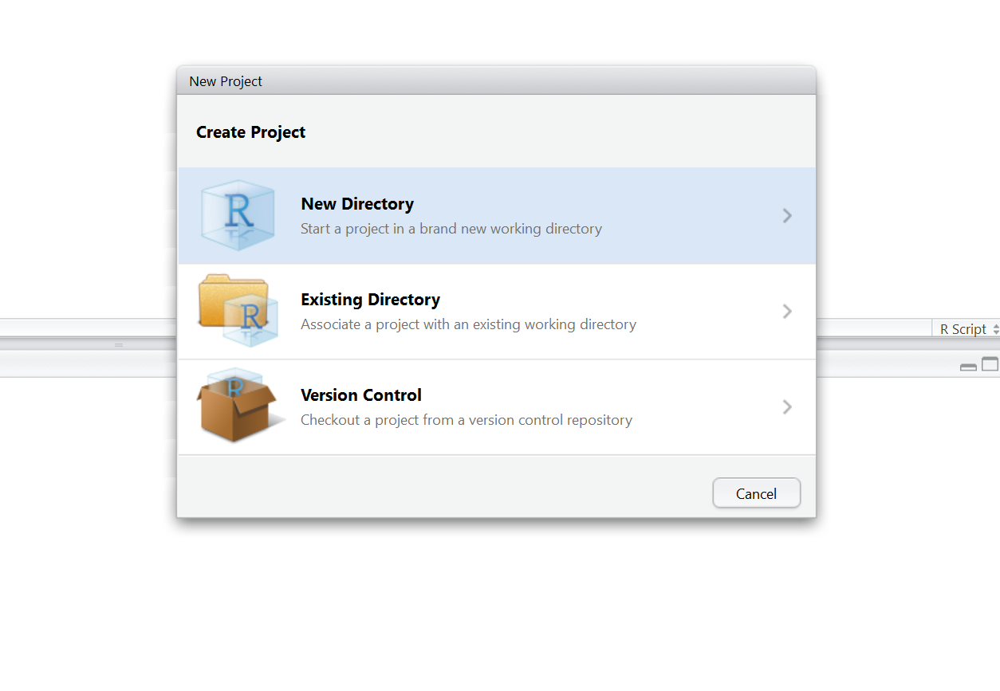 New Project
Create Project
R
New Directory
Start a project in a brand new working directory
R
Existing Directory
Associate a project with an existing working directory
R
Version Control
Checkout a project from a version control repository
R Script
Cancel